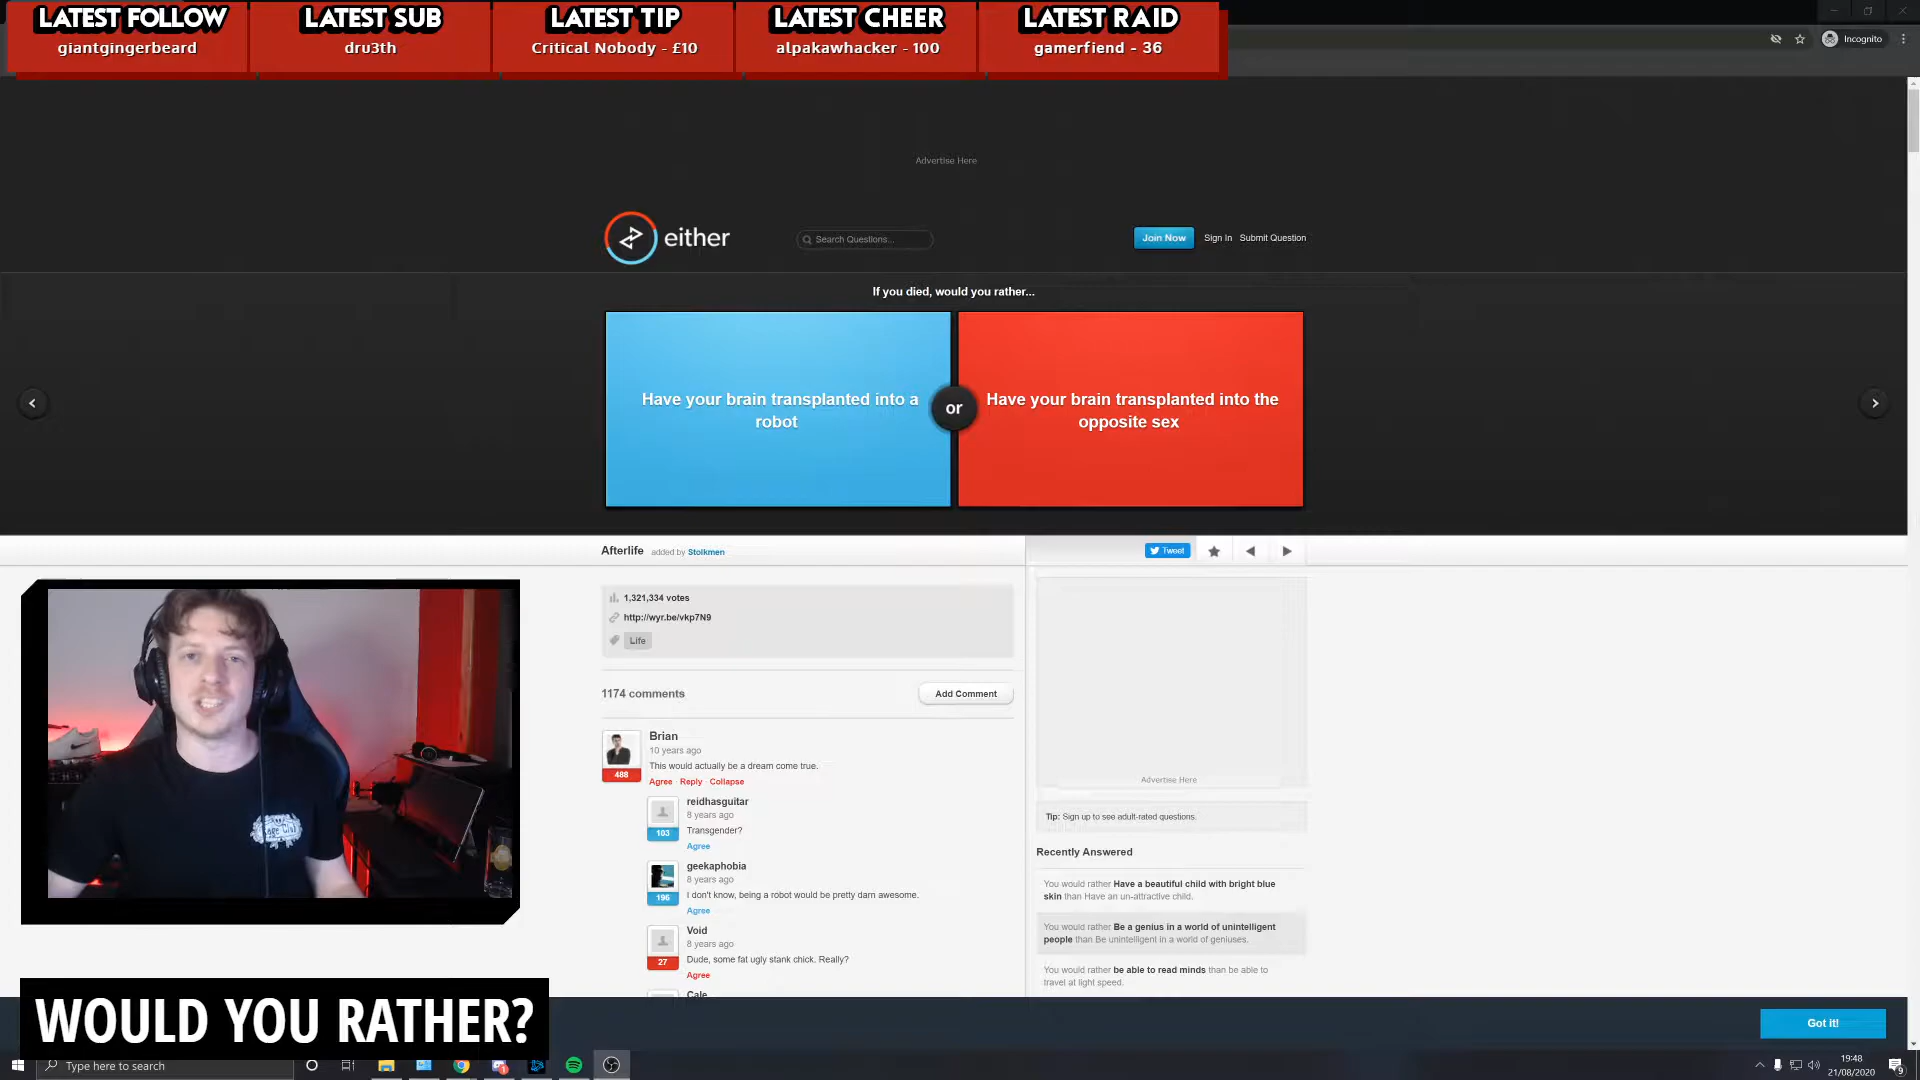 LATEST FOLLOW
giantgingerbeard
LATEST SUB
dru3th
LATEST TIP
Critical Nobody - £10
LATEST CHEER
alpakawhacker - 100
LATEST RAID
gamerfiend - 36
Incognito
Advertise Here
either
Search Questions...
Join Now
Sign In
Submit Question
If you died, would you rather...
Have your brain transplanted into a
robot
or
Have your brain transplanted into the
opposite sex
Afterlife added by Stolkmen
Tweet
1,321,334 votes
http://wyr.be/vkp7N9
Life
1174 comments
Add Comment
Brian
10 years ago
This would actually be a dream come true.
488
Agree Reply Collapse
reidhasguitar
8 years ago
Transgender?
103
Agree
geekaphobia
8 years ago
I don't know, being a robot would be pretty darn awesome.
196
Agree
Void
8 years ago
Dude, some fat ugly stank chick. Really?
27
Agree
Cale
Advertise Here
Tip: Sign up to see adult-rated questions.
Recently Answered
You would rather Have a beautiful child with bright blue
skin than Have an un-attractive child.
You would rather Be a genius in a world of unintelligent
people than Be unintelligent in a world of geniuses.
You would rather be able to read minds than be able to
travel at light speed.
WOULD YOU RATHER?
Got it!
Type here to search
19:48
21/08/2020